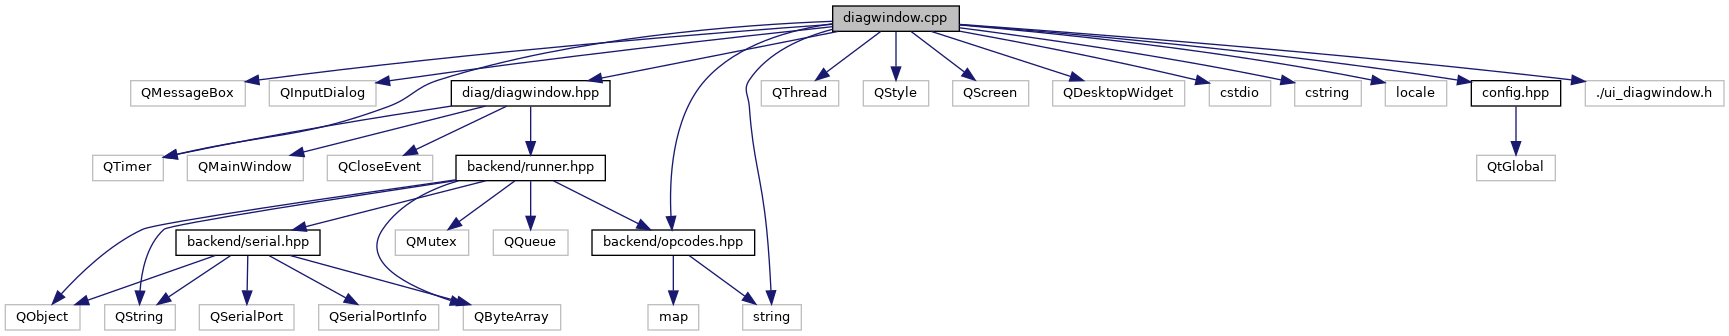 diagwindow.cpp
QMessageBox
QInputDialog
diag/diagwindow.hpp
QThread
QStyle
QScreen
QDesktopWidget
cstdio
cstring
locale
config.hpp
./ui_diagwindow.h
QTimer
QMainWindow
QCloseEvent
backend/runner.hpp
QtGlobal
backend/serial.hpp
QMutex
QQueue
backend/opcodes.hpp
QObject
QString
QSerialPort
QSerialPortInfo
QByteArray
map
string